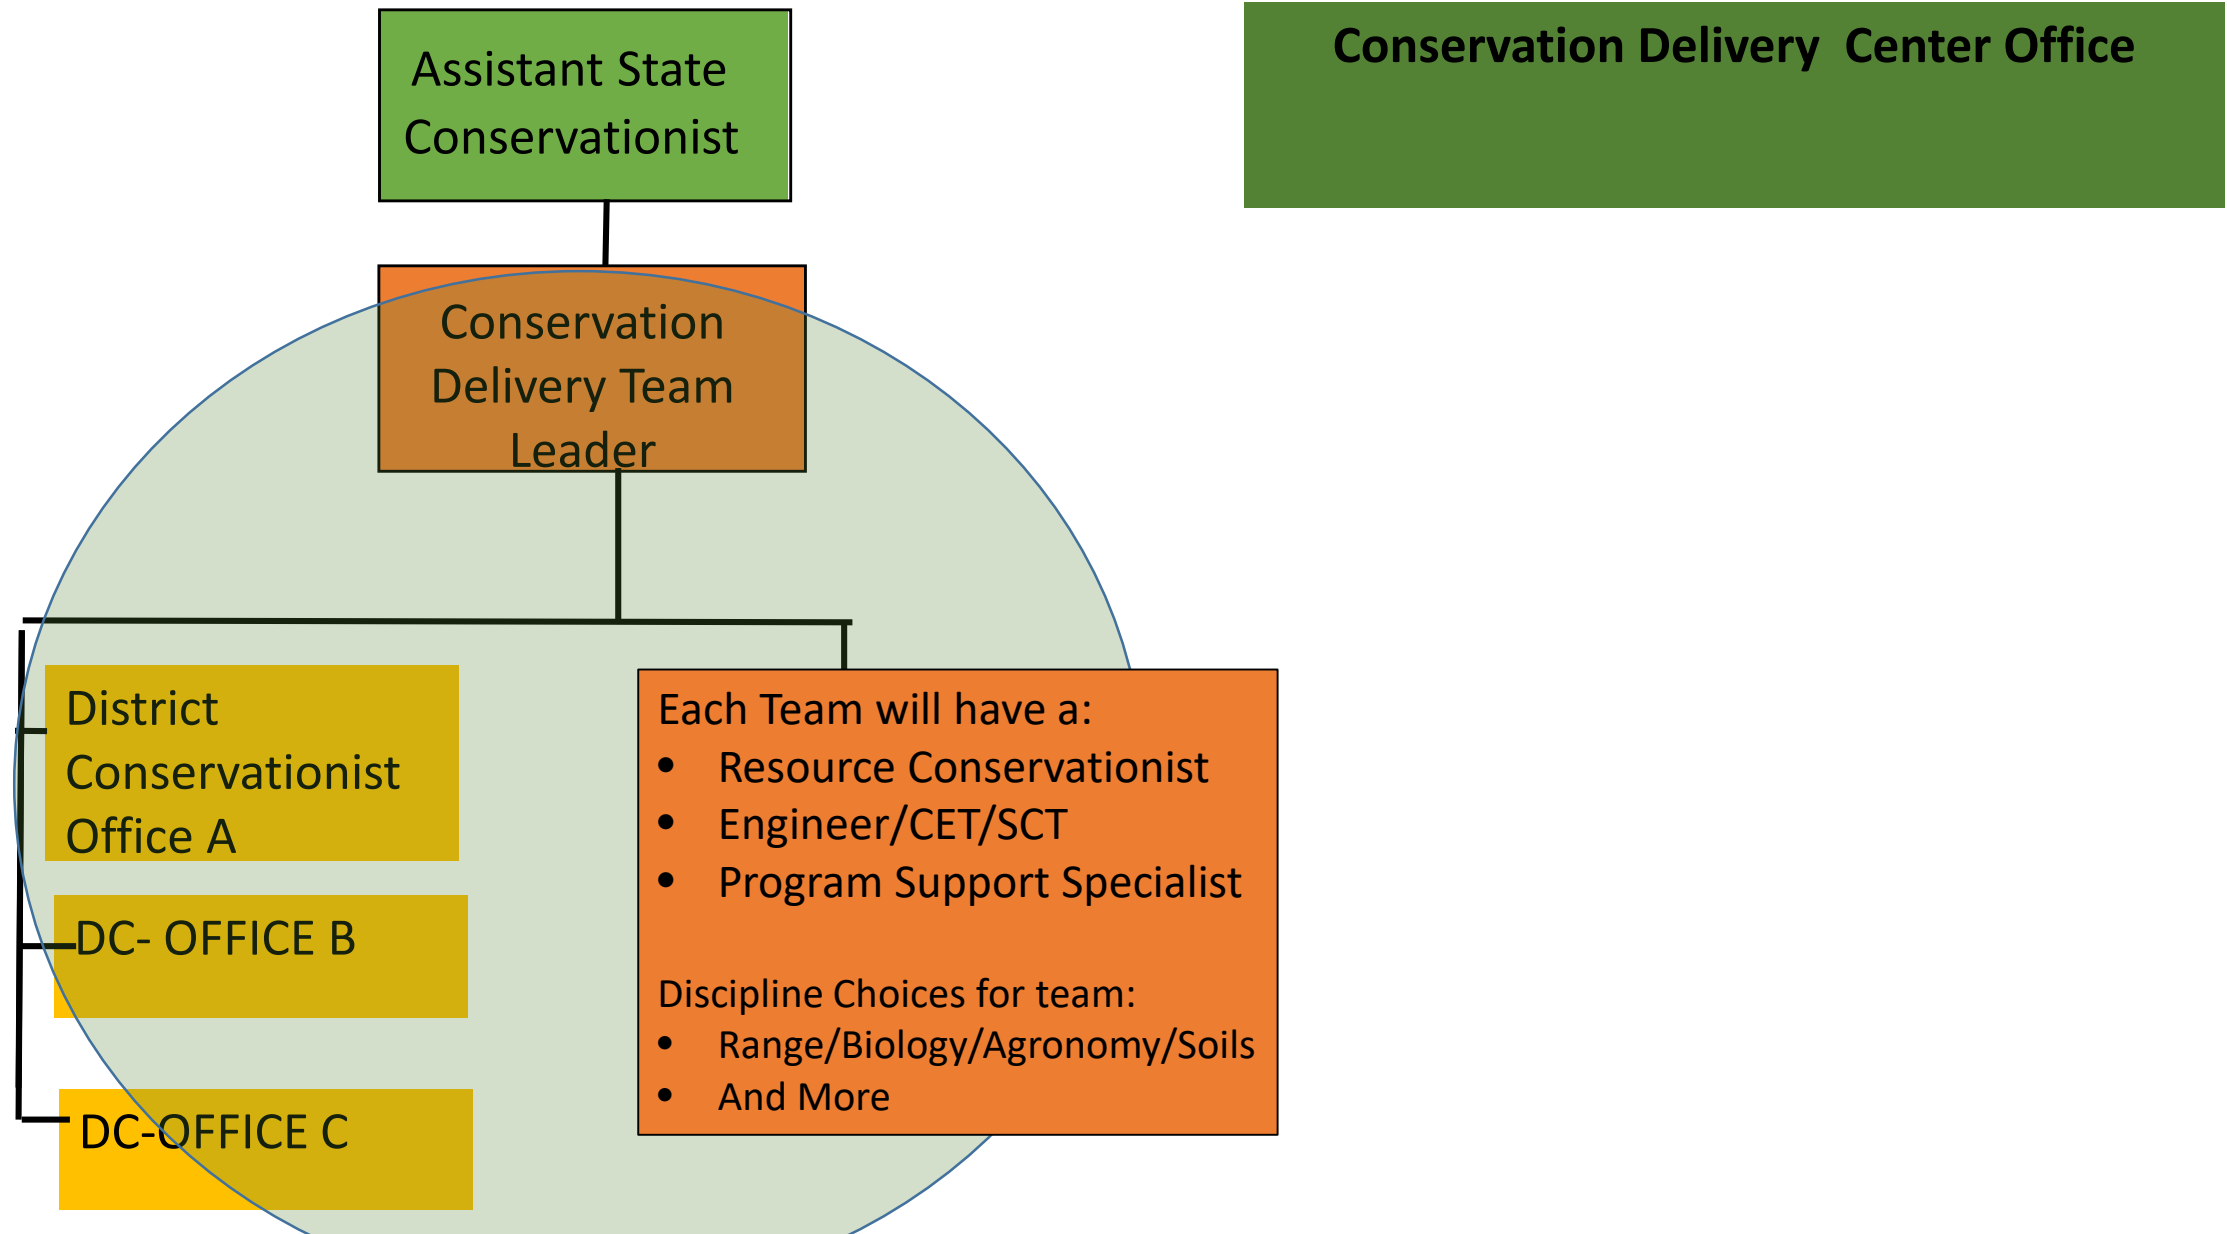 Assistant State
Conservationist
Conservation Delivery  Center Office
Conservation
Delivery Team
Leader
District
Conservationist
Office A
DC- OFFICE B
DC-OFFICE C
Each Team will have a:
• Resource Conservationist
• Engineer/CET/SCT
• Program Support Specialist
Discipline Choices for team:
• Range/Biology/Agronomy/Soils
• And More